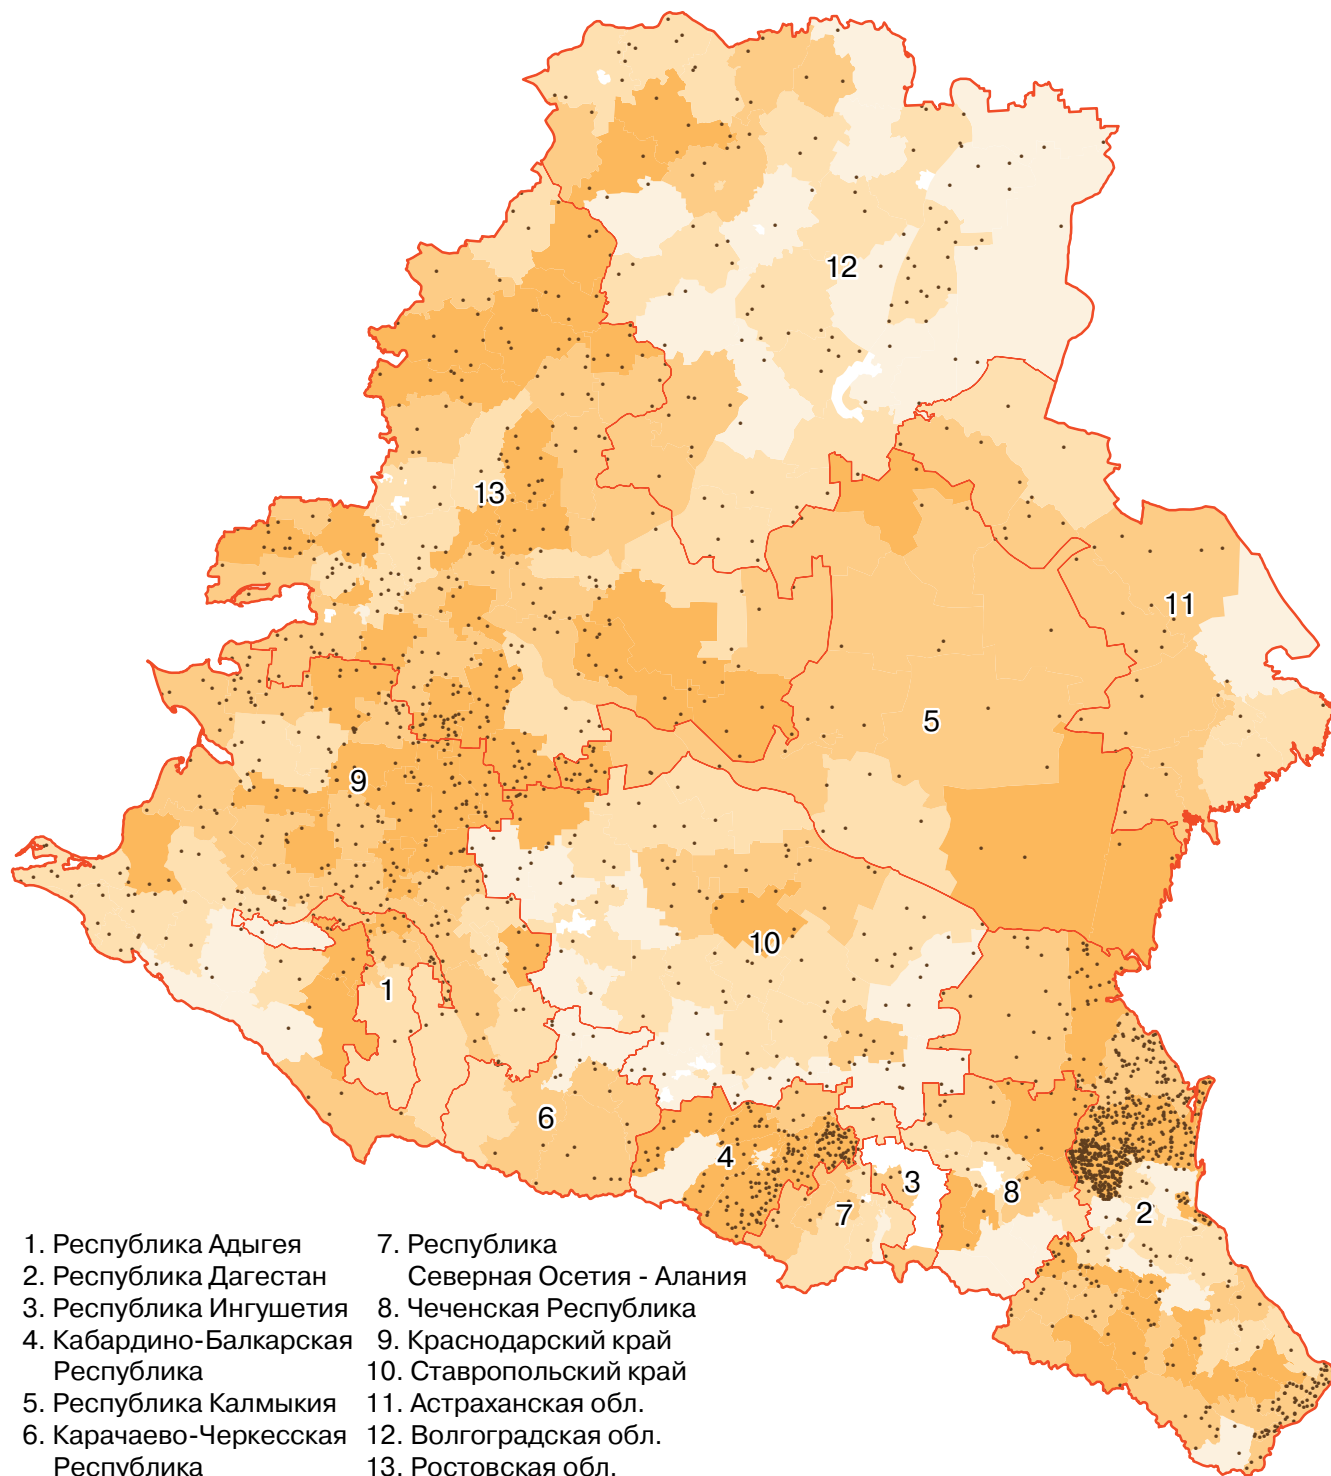 12
13
11
5
9
10
1
6
4
3
8
7
2
1. Республика Адыгея
2. Республика Дагестан
3. Республика Ингушетия
4. Кабардино-Балкарская
Республика
5. Республика Калмыкия
6. Карачаево-Черкесская
Республика
7. Республика
Северная Осетия - Алания
8. Чеченская Республика
9. Краснодарский край
10. Ставропольский край
11. Астраханская обл.
12. Волгоградская обл.
13. Ростовская обл.